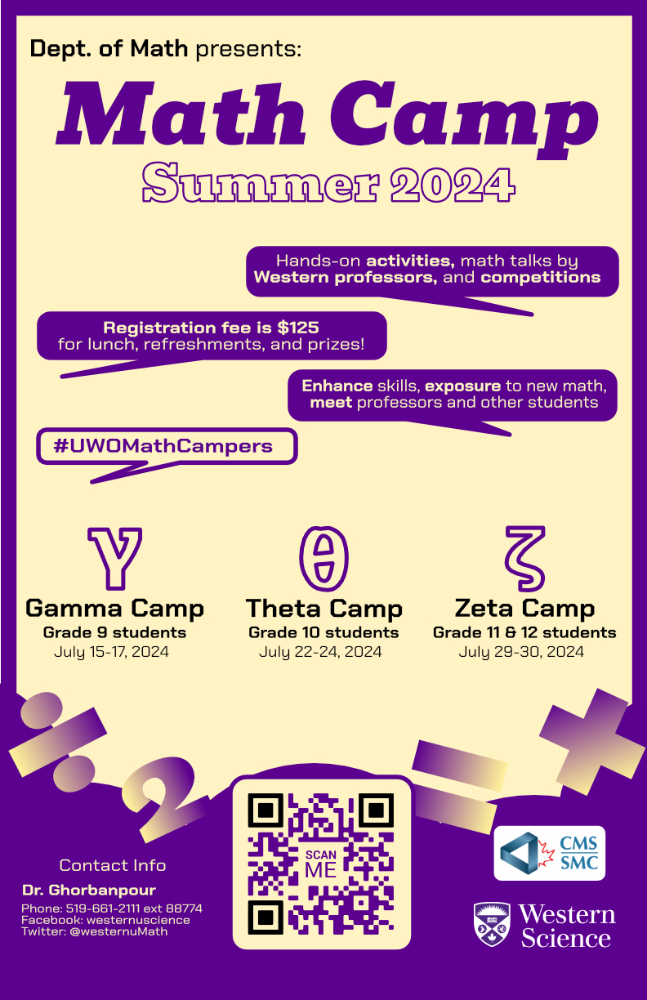 Dept. of Math presents:
Math Camp
Summer 2024
Hands-on activities, math talks by
Western professors, and competitions
Registration fee is $125
for lunch, refreshments, and prizes!
Enhance skills, exposure to new math,
meet professors and other students
#UWOMathCampers
γ
Gamma Camp
Grade 9 students
July 15-17, 2024
θ
Theta Camp
Grade 10 students
July 22-24, 2024
ζ
Zeta Camp
Grade 11 & 12 students
July 29-30, 2024
÷ 2 = +
Contact Info
Dr. Ghorbanpour
Phone: 519-661-2111 ext 88774
Facebook: westernuscience
Twitter: @westernuMath
SCAN
ME
CMS
SMC
Western
Science